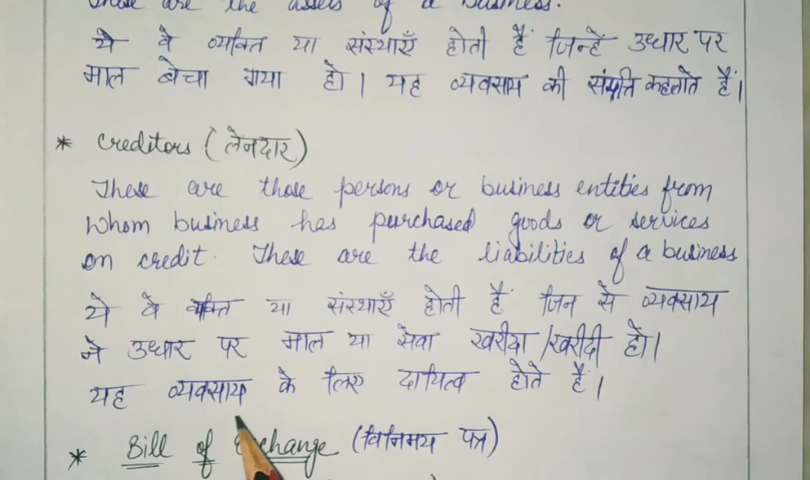 These are the assets of a business.
ये वे व्यक्ति या संस्थाएँ होती हैं जिन्हें उधार पर
माल बेचा गया हो। यह व्यवसाय की संपत्ति कहलाते हैं।
* Creditors (लेनदार)
These are those persons or business entities from
whom business has purchased goods or services
on credit. These are the liabilities of a business
ये वे व्यक्ति या संस्थाएँ होती हैं जिन से व्यवसाय
ने उधार पर माल या सेवा खरीदा/खरीदी हो।
यह व्यवसाय के लिए दायित्व होते हैं।
* Bill of Exchange (विनिमय पत्र)